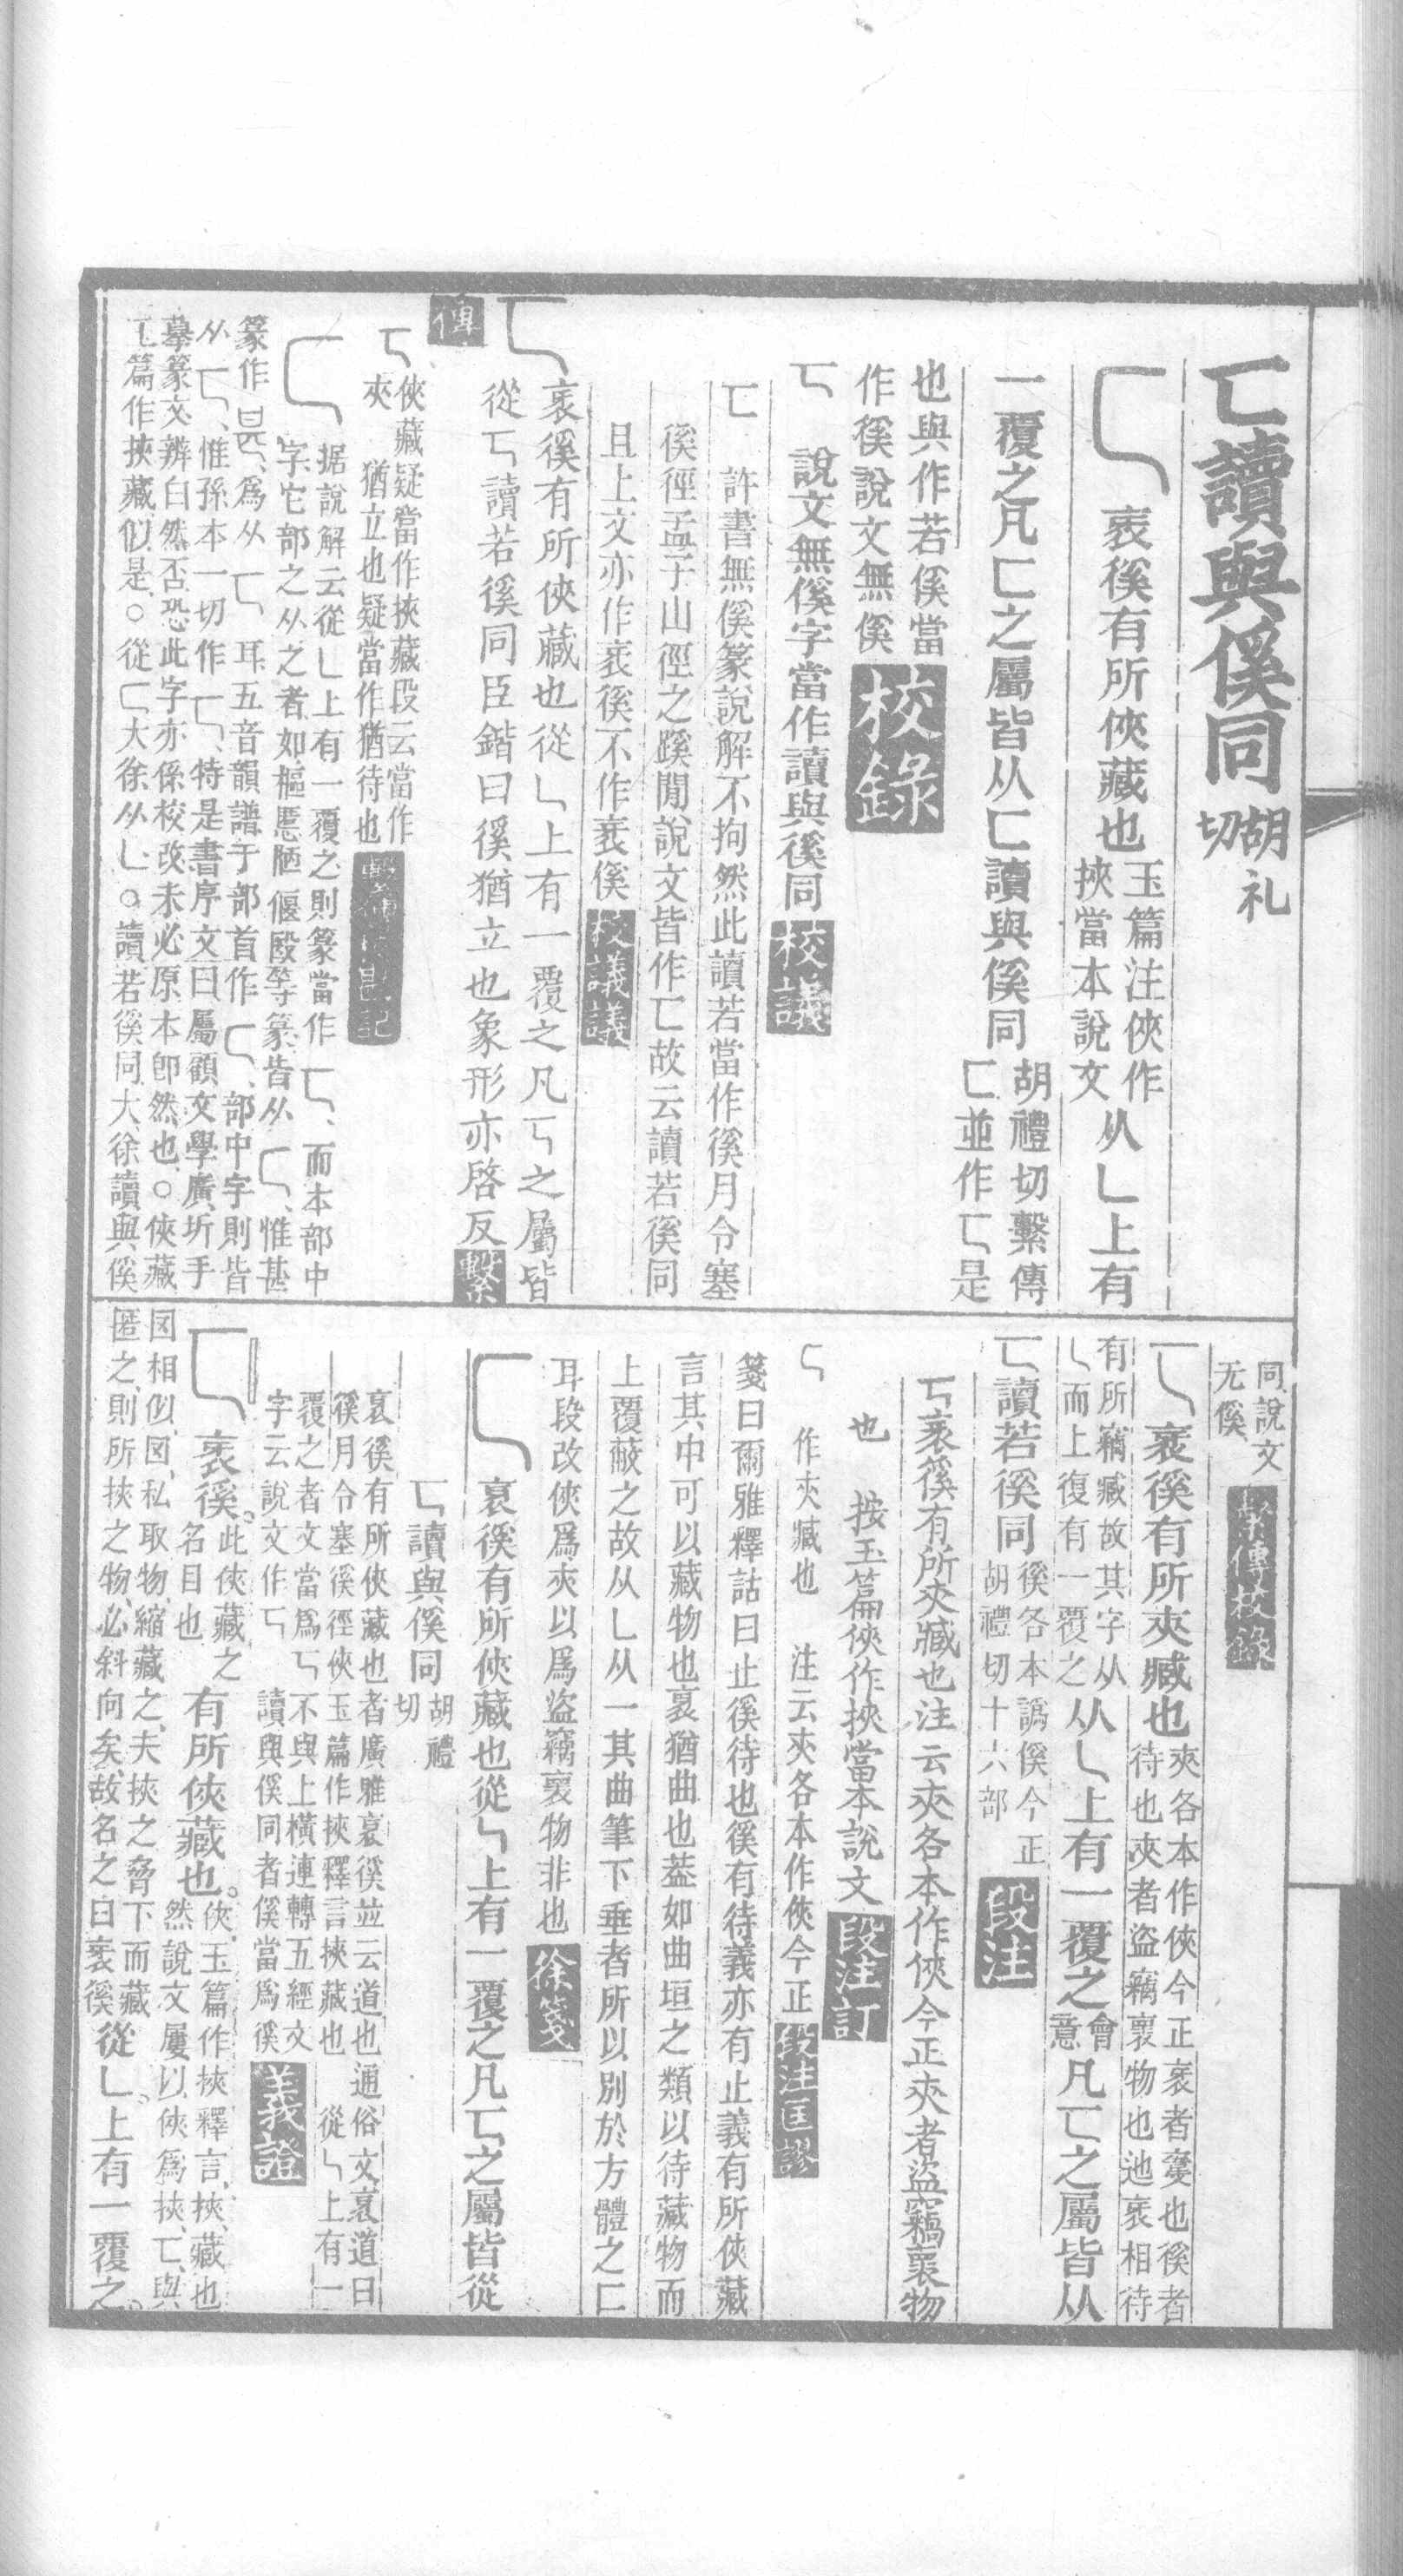 匸讀與傒同胡礼切
匸 衺徯有所俠藏也玉篇注俠作挾當本說文从乚上有
一覆之凡匸之屬皆从匸讀與傒同胡禮切繫傳匸並作匸是
也與作若傒當作徯說文無傒 校錄
匸 說文無傒字當作讀與徯同 校議
匸 許書無傒篆說解不拘然此讀若當作徯月令塞
徯徑孟子山徑之蹊閒說文皆作匸故云讀若徯同
且上文亦作衺徯不作衺傒 校議議
匸 衺徯有所俠藏也從乚上有一覆之凡匸之屬皆
從匸讀若徯同臣鍇曰徯猶立也象形亦啓反 繫
傳
匸 俠藏疑當作挾藏段云當作
夾 猶立也疑當作猶待也
匸 据說解云從乚上有一覆之則篆當作匸、而本部中
字它部之从之者如樞匽陋偃毆等篆皆从匸、惟甚
篆作 、爲从匸耳五音韻譜于部首作匸、部中字則皆
从匸、惟孫本一切作匸、特是書序文曰屬顧文學廣圻手
摹篆文辨白然否恐此字亦係校改未必原本卽然也○俠藏
玉篇作挾藏似是○從匸大徐从乚○讀若徯同大徐讀與傒
同說文
无傒 繫傳校錄
匸 衺徯有所夾臧也夾各本作俠今正衺者窶也徯者
待也夾者盜竊褱物也迆衺相待
有所竊臧故其字从
乚而上復有一覆之从乚上有一覆之會意凡匸之屬皆从
匸讀若徯同徯各本譌傒今正
胡禮切十六部 段注
匸衺徯有所夾臧也注云夾各本作俠今正夾者盜竊褱物
也 按玉篇俠作挾當本說文 段注訂
匸 作夾臧也 注云夾各本作俠今正 段注匡謬
箋曰爾雅釋詁曰止徯待也徯有待義亦有止義有所俠藏
言其中可以藏物也衺猶曲也葢如曲垣之類以待藏物而
上覆蔽之故从乚从一其曲筆下垂者所以別於方體之匚
耳段改俠爲夾以爲盜竊褱物非也 徐箋
匸 衺徯有所俠藏也從乚上有一覆之凡匸之屬皆從
匸讀與傒同胡禮切
衺徯有所俠藏也者廣雅衺徯並云道也通俗文衺道曰
徯月令塞徯徑俠玉篇作挾釋言挾藏也 從乚上有一
覆之者文當爲乚不與上橫連轉五經文
字云說文作匸 讀與傒同者傒當爲徯 義證
匸 衺徯。此俠藏之名目也有所俠藏也。俠、玉篇作挾、釋言、挾、藏也
然說文屢以俠爲挾、匸、與
囡相似、囡、私取物、縮藏之、夫挾之脅下而藏
匿之、則所挾之物、必斜向矣、故名之曰衺徯從乚。上有一覆之。